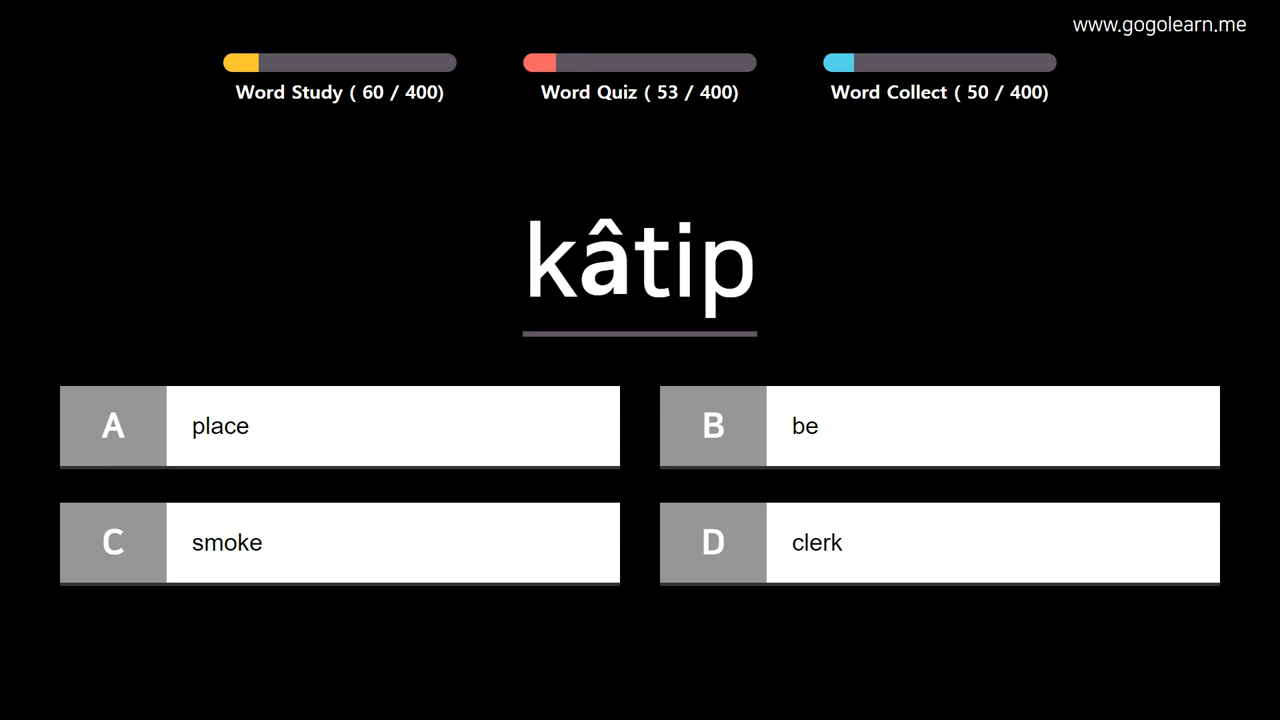 www.gogolearn.me
Word Study ( 60 / 400)
Word Quiz ( 53 / 400)
Word Collect ( 50 / 400)
kâtip
A place
B be
C smoke
D clerk